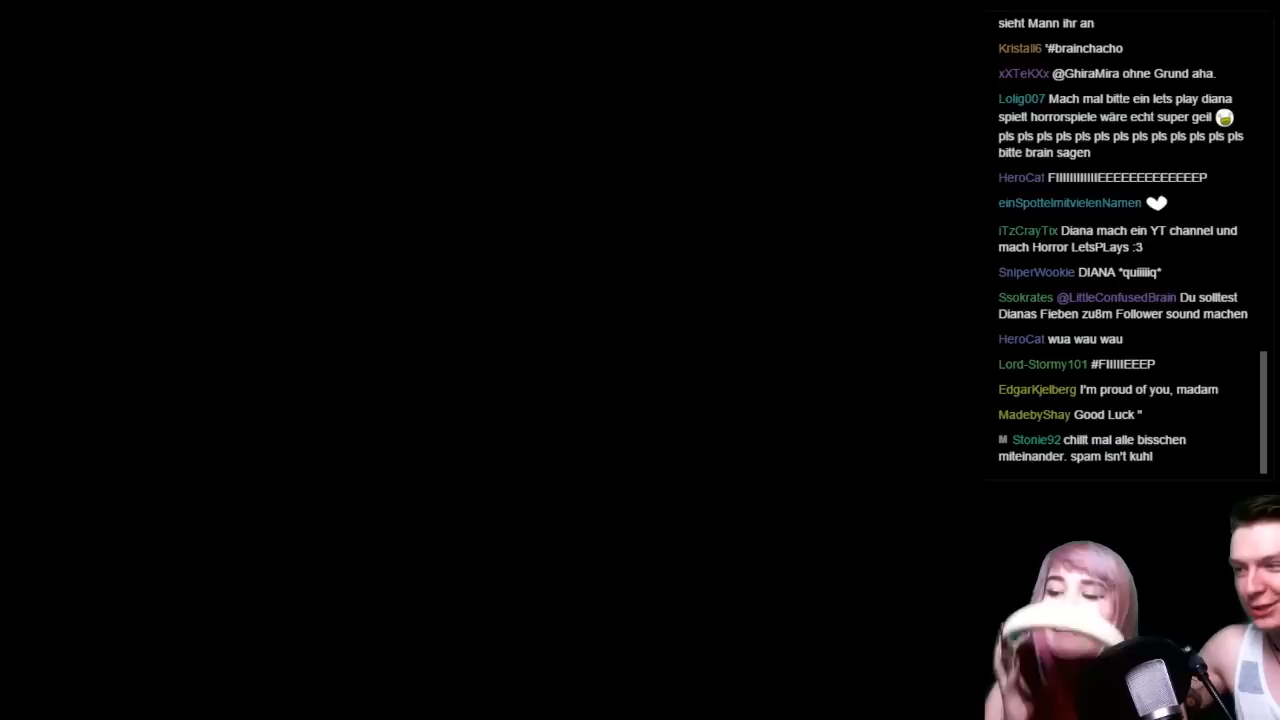 sieht Mann ihr an
Kristall6 '#brainchacho
xXTeKXx @GhiraMira ohne Grund aha.
Lolig007 Mach mal bitte ein lets play diana
spielt horrorspiele wäre echt super geil
pls pls pls pls pls pls pls pls pls pls pls pls pls
bitte brain sagen
HeroCat FIIIIIIIIIIIIEEEEEEEEEEEEEP
einSpottelmitvielenNamen
iTzCrayTix Diana mach ein YT channel und
mach Horror LetsPLays :3
SniperWookie DIANA *quiiiiiq*
Ssokrates @LittleConfusedBrain Du solltest
Dianas Fieben zu8m Follower sound machen
HeroCat wua wau wau
Lord-Stormy101 #FIIIIIEEEP
EdgarKjelberg I'm proud of you, madam
MadebyShay Good Luck "
M Stonie92 chillt mal alle bisschen
miteinander. spam isn't kuhl